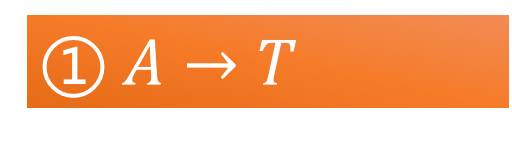 ① A → T